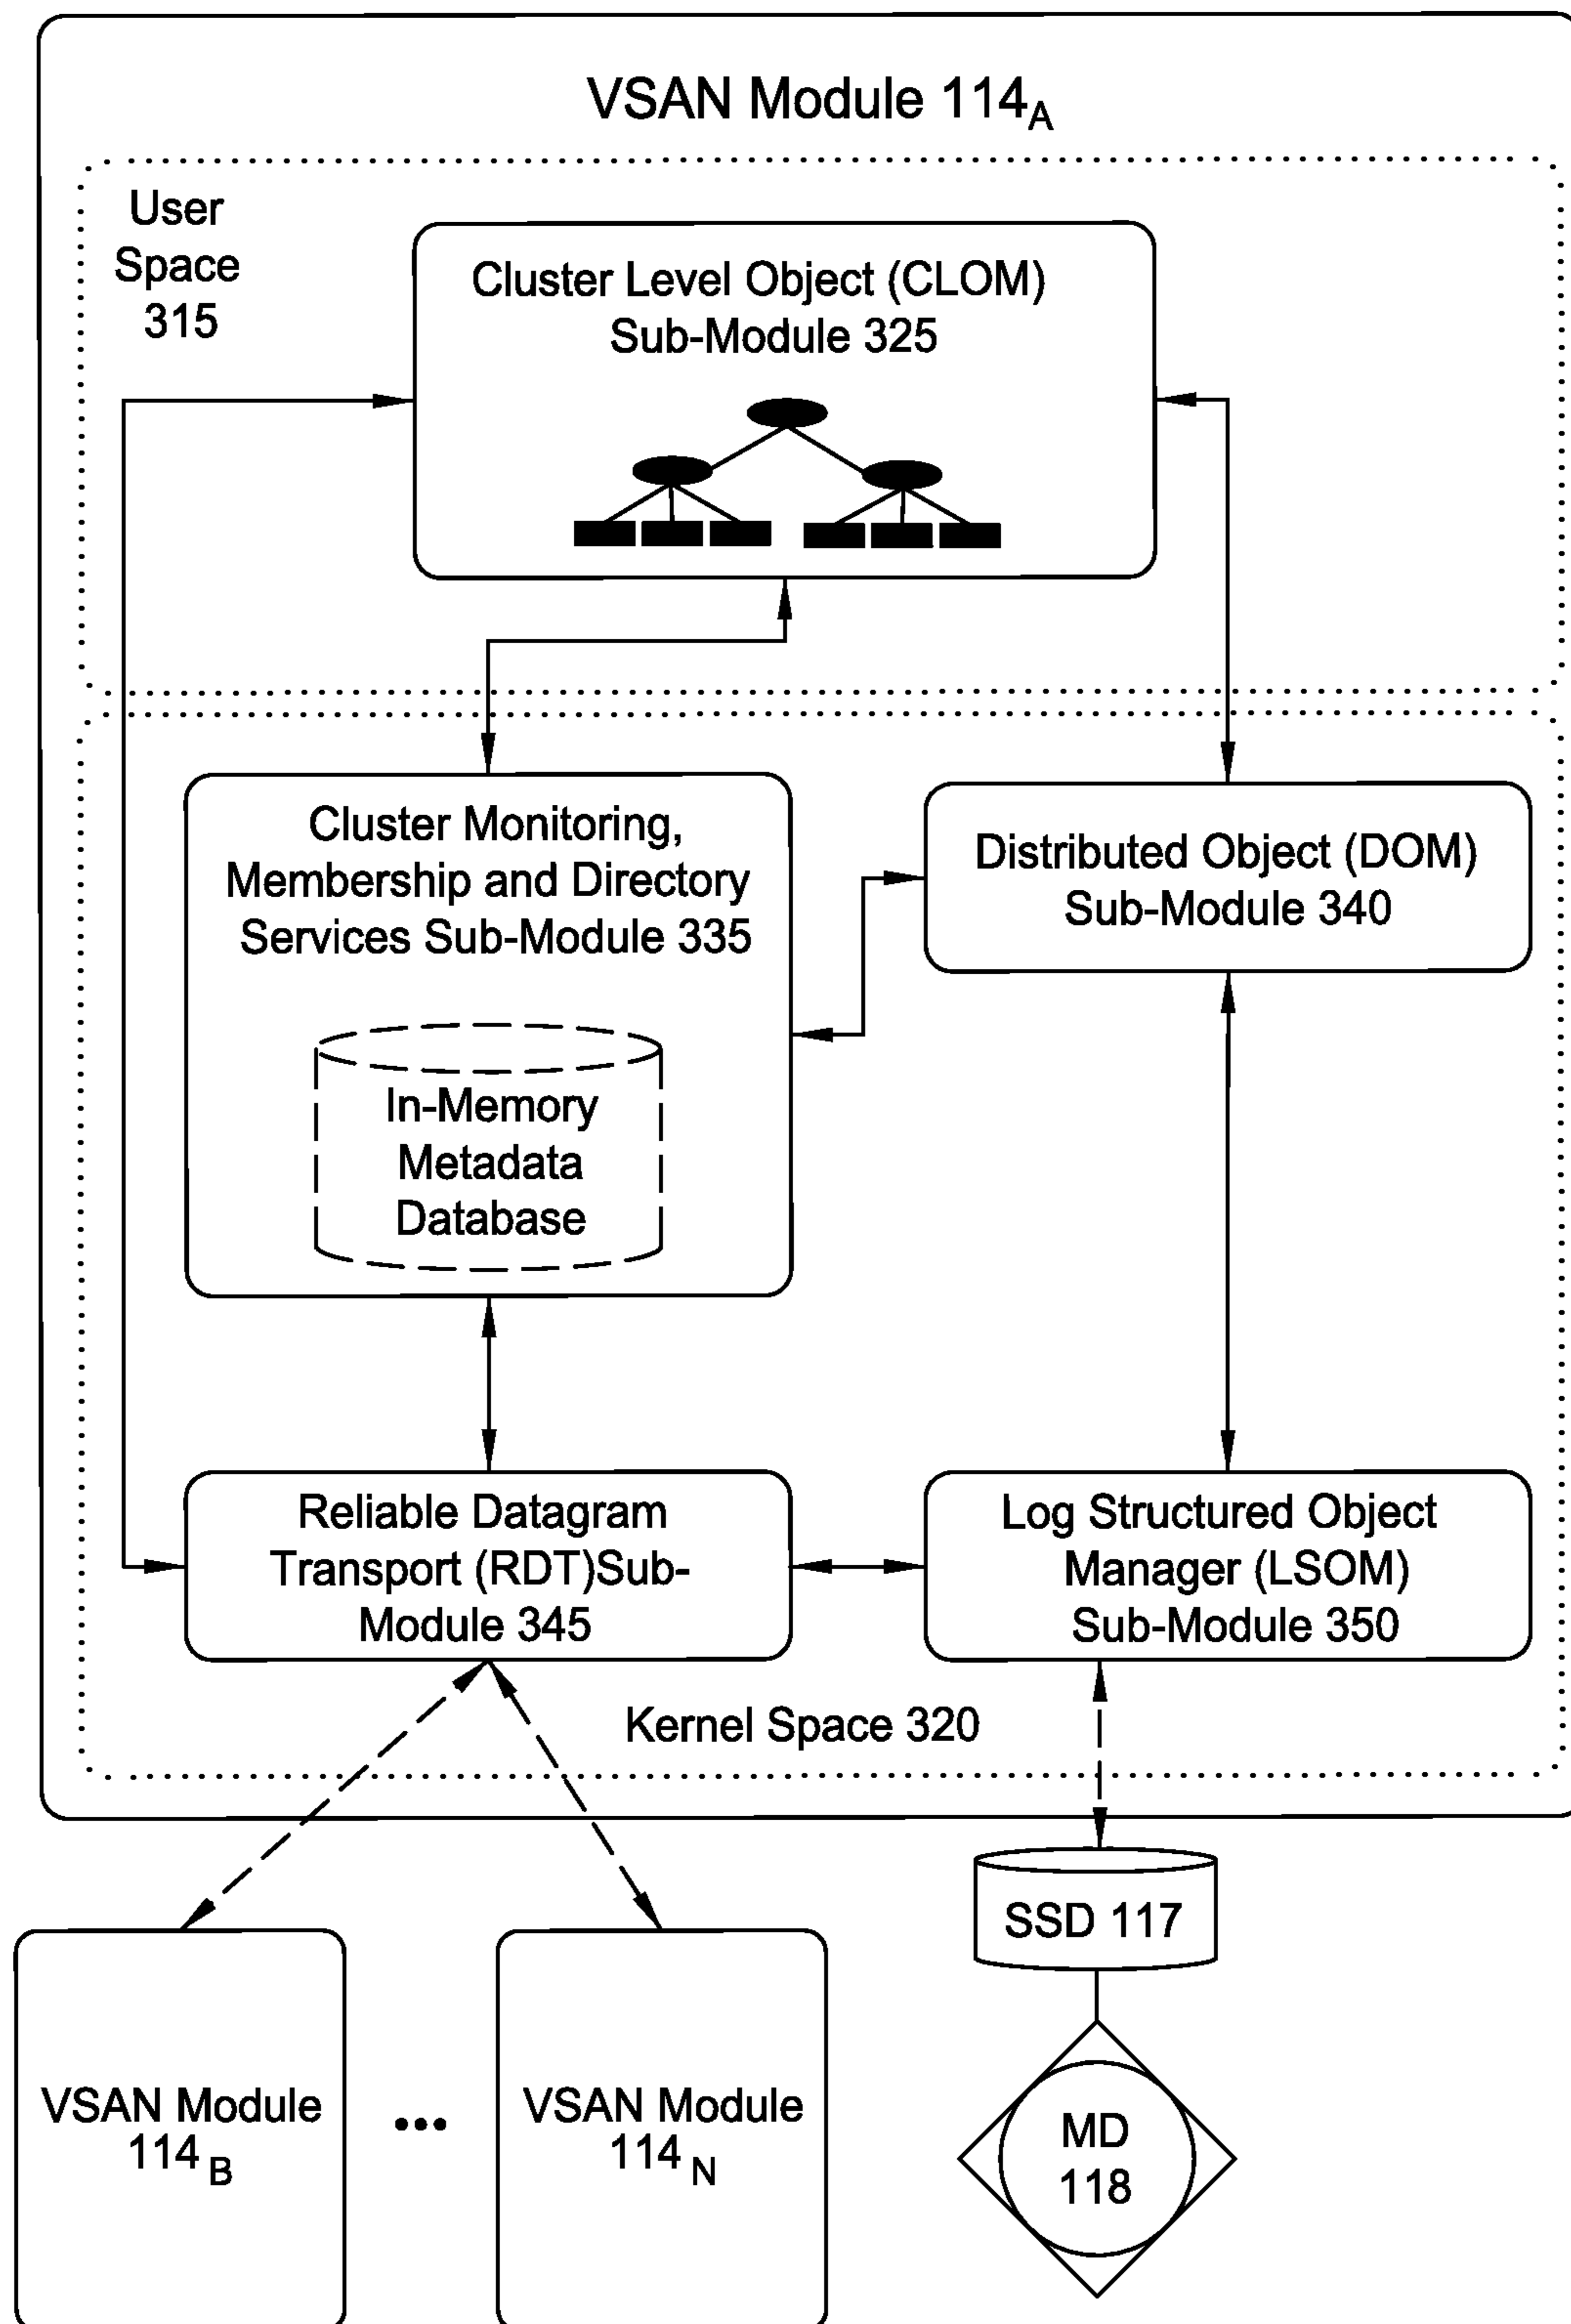 VSAN Module 114A
User
Space
315
Cluster Level Object (CLOM)
Sub-Module 325
Cluster Monitoring,
Membership and Directory
Services Sub-Module 335
In-Memory
Metadata
Database
Distributed Object (DOM)
Sub-Module 340
Reliable Datagram
Transport (RDT)Sub-
Module 345
Log Structured Object
Manager (LSOM)
Sub-Module 350
Kernel Space 320
SSD 117
VSAN Module
114 B
...
VSAN Module
114 N
MD
118